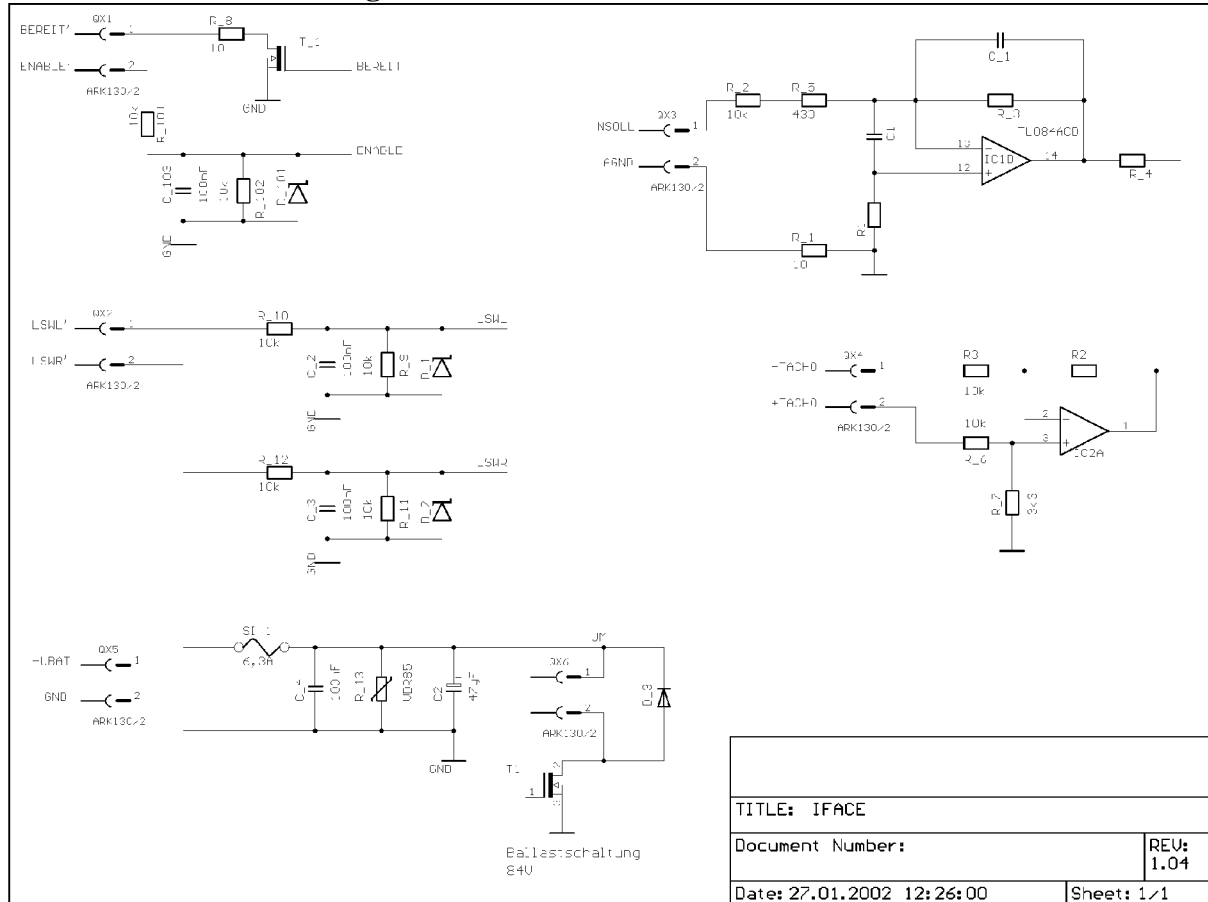 BEREIT'
QX1
1
R_8
10
T_
ENABLE'
2
BEREIT
ARK130/2
GND
10k
R_101
ENABLE
C_103
100nF
10k
R_102
D_101
GND
C_1
R_2
10k
R_5
430
NSOLL
QX3
1
R_3
TL084ACD
C1
13
12
IC1D
14
R_4
AGND
2
ARK130/2
R1
R_1
10
LSWL'
QX2
1
R_10
10k
LSWL
LSWR'
2
ARK130/2
C_2
100nF
10k
R_9
D_1
GND
R_12
10k
LSWR
C_3
100nF
10k
R_11
D_2
GND
-TACHO
QX4
1
R3
10k
R2
+TACHO
2
ARK130/2
10k
R_6
2
3
1
IC2A
R_7
3k3
SI_1
6,3A
UM
QX5
1
GND
2
ARK130/2
C_4
100nF
R_13
VDR85
C2
47µF
QX6
1
2
ARK130/2
D_3
GND
T1
1
2
3
Ballastschaltung
84V
TITLE: IFACE
Document Number:
REV:
1.04
Date: 27.01.2002 12:26:00
Sheet: 1/1